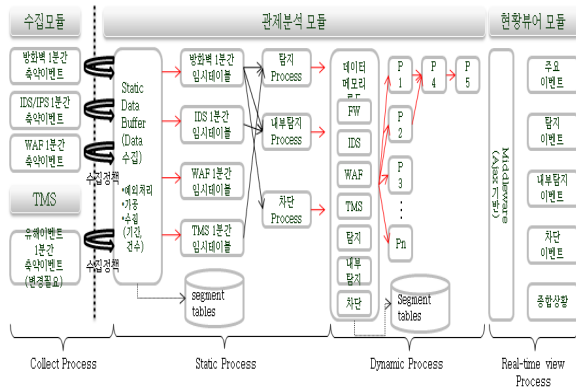 수집모듈
관제분석 모듈
현황뷰어 모듈
방화벽 1분간
축약이벤트
IDS/IPS 1분간
축약이벤트
WAF 1분간
축약이벤트
수집정책
TMS
유해이벤트
1분간
축약이벤트
(변경필요)
수집정책
Static
Data
Buffer
(Data
수집)
•예외처리
•가공
•수집
(기간,
건수)
방화벽 1분간
임시테이블
IDS 1분간
임시테이블
WAF 1분간
임시테이블
TMS 1분간
임시테이블
segment
tables
탐지
Process
내부탐지
Process
차단
Process
데이터
메모리
로드
FW
IDS
WAF
TMS
탐지
내부
탐지
차단
P
1
P
4
P
5
P
2
P
3
Pn
Segment
tables
Middleware
(Ajax 기반)
주요
이벤트
탐지
이벤트
내부탐지
이벤트
차단
이벤트
종합상황
Collect Process
Static Process
Dynamic Process
Real-time view
Process